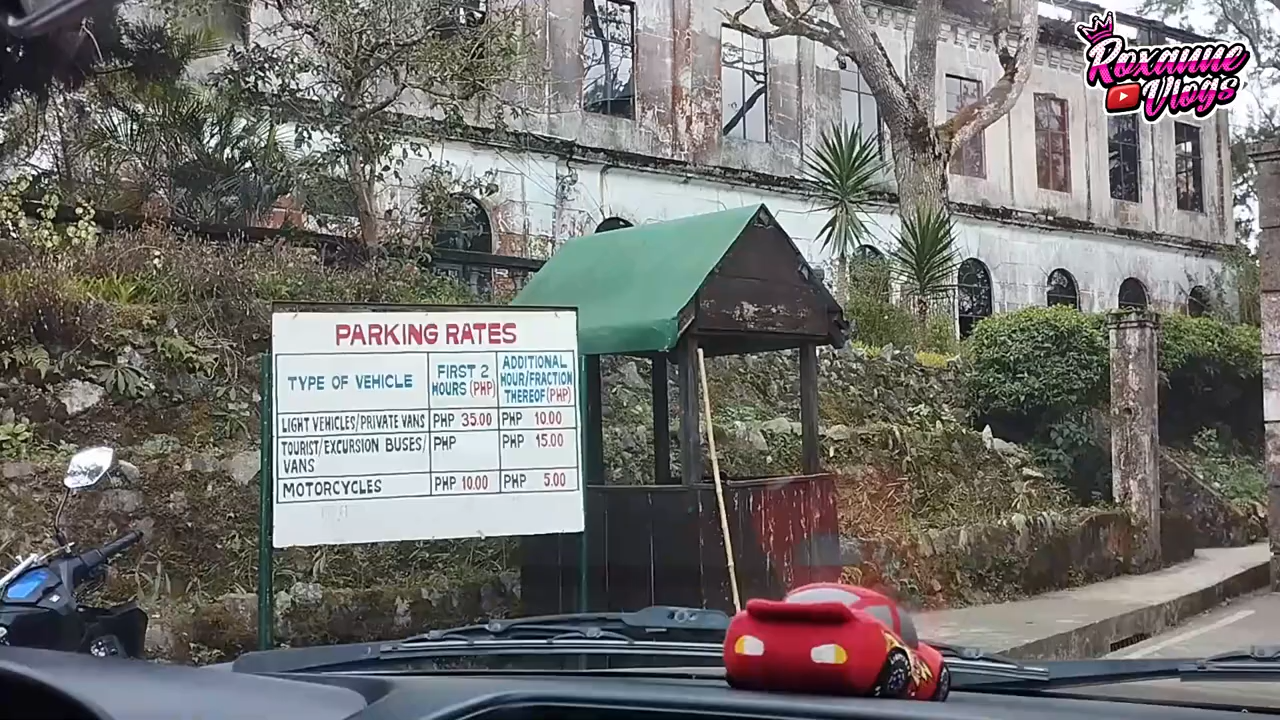 Roxanne
Vlogs
PARKING RATES
TYPE OF VEHICLE
FIRST 2
HOURS (PHP)
ADDITIONAL
HOUR/FRACTION
THEREOF (PHP)
LIGHT VEHICLES/PRIVATE VANS PHP 35.00 PHP 10.00
TOURIST/EXCURSION BUSES/
VANS
PHP PHP 15.00
MOTORCYCLES PHP 10.00 PHP 5.00